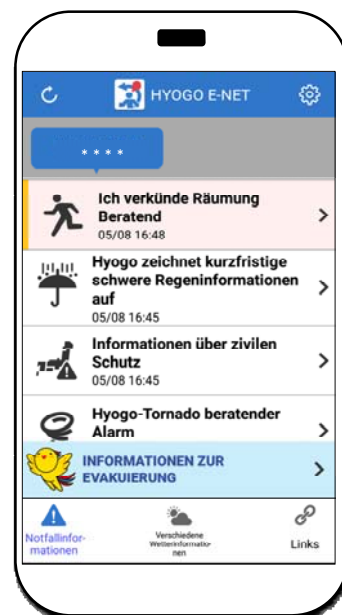 HYOGO E-NET
* * * *
Ich verkünde Räumung
Beratend
05/08 16:48
Hyogo zeichnet kurzfristige
schwere Regeninformationen
auf
05/08 16:45
Informationen über zivilen
Schutz
05/08 16:45
Hyogo-Tornado beratender
Alarm
INFORMATIONEN ZUR
EVAKUIERUNG
Notfallinfor-
mationen
Verschiedene
Wetterinformatio-
nen
Links